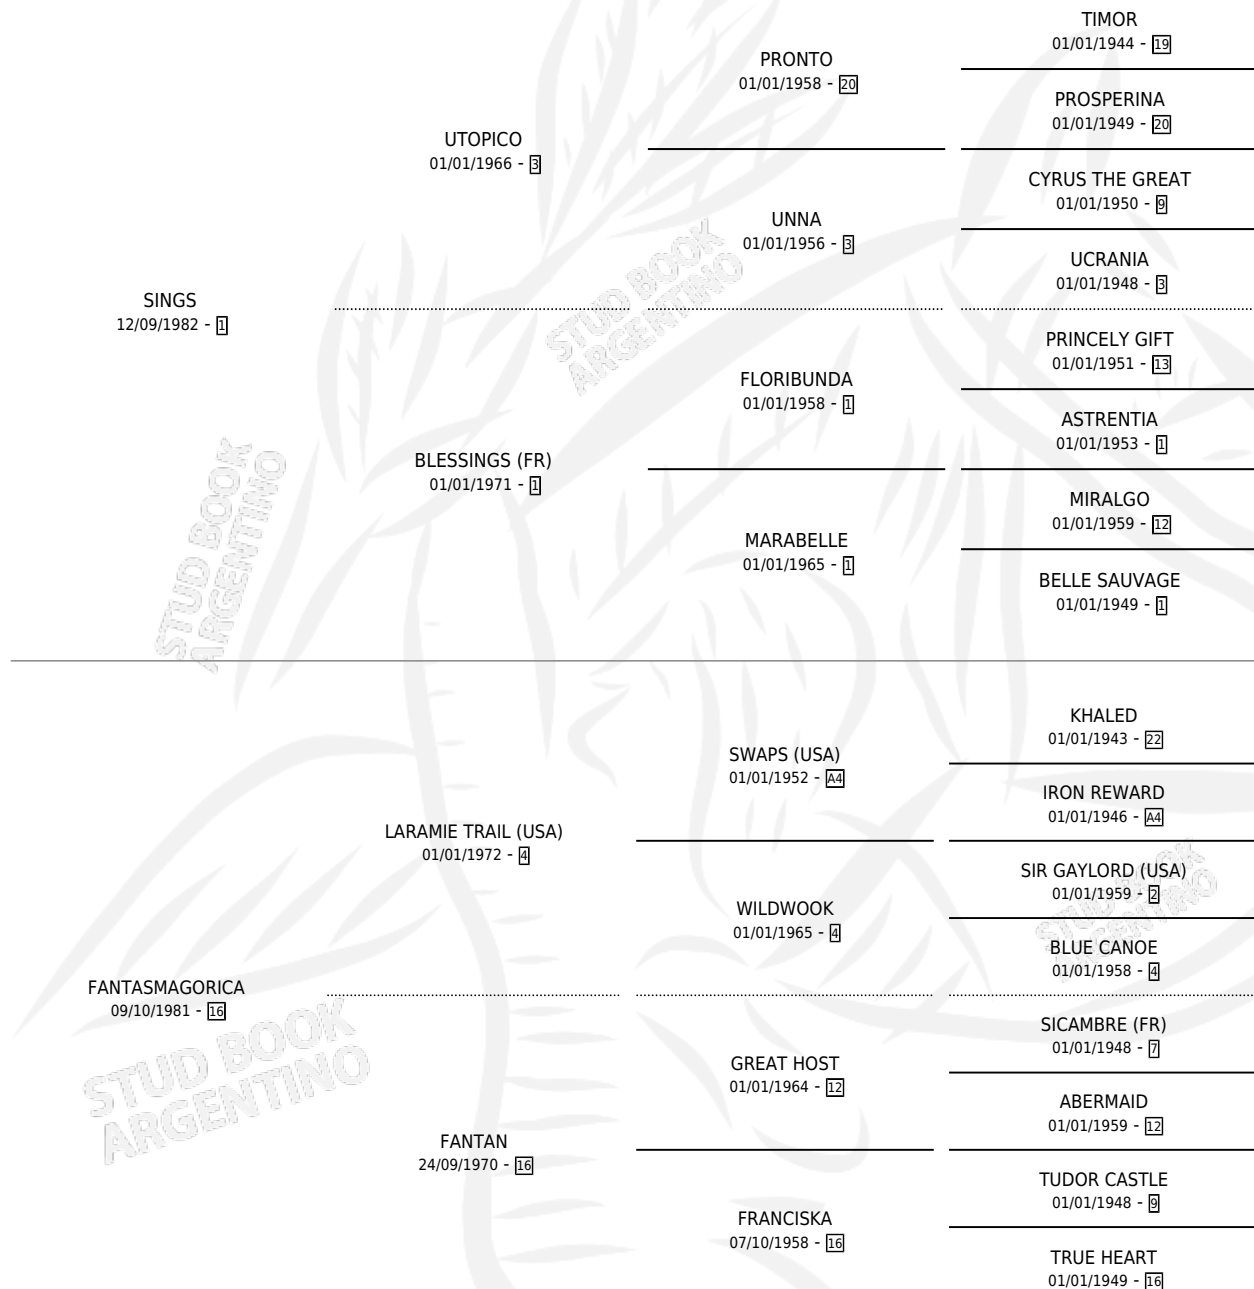 TIMOR
01/01/1944 - 19
PRONTO
01/01/1958 - 20
PROSPERINA
01/01/1949 - 20
UTOPICO
01/01/1966 - 3
CYRUS THE GREAT
01/01/1950 - 9
UNNA
01/01/1956 - 3
UCRANIA
01/01/1948 - 3
SINGS
12/09/1982 - 1
PRINCELY GIFT
01/01/1951 - 13
FLORIBUNDA
01/01/1958 - 1
ASTRENTIA
01/01/1953 - 1
BLESSINGS (FR)
01/01/1971 - 1
MIRALGO
01/01/1959 - 12
MARABELLE
01/01/1965 - 1
BELLE SAUVAGE
01/01/1949 - 1
KHALED
01/01/1943 - 22
SWAPS (USA)
01/01/1952 - A4
IRON REWARD
01/01/1946 - A4
LARAMIE TRAIL (USA)
01/01/1972 - 4
SIR GAYLORD (USA)
01/01/1959 - 2
WILDWOOK
01/01/1965 - 4
BLUE CANOE
01/01/1958 - 4
FANTASMAGORICA
09/10/1981 - 16
SICAMBRE (FR)
01/01/1948 - 7
GREAT HOST
01/01/1964 - 12
ABERMAID
01/01/1959 - 12
FANTAN
24/09/1970 - 16
TUDOR CASTLE
01/01/1948 - 9
FRANCISKA
07/10/1958 - 16
TRUE HEART
01/01/1949 - 16
STUD BOOK
ARGENTINO
STUD BOOK
ARGENTINO
STUD BOOK
ARGENTINO
STUD BOOK
ARGENTINO